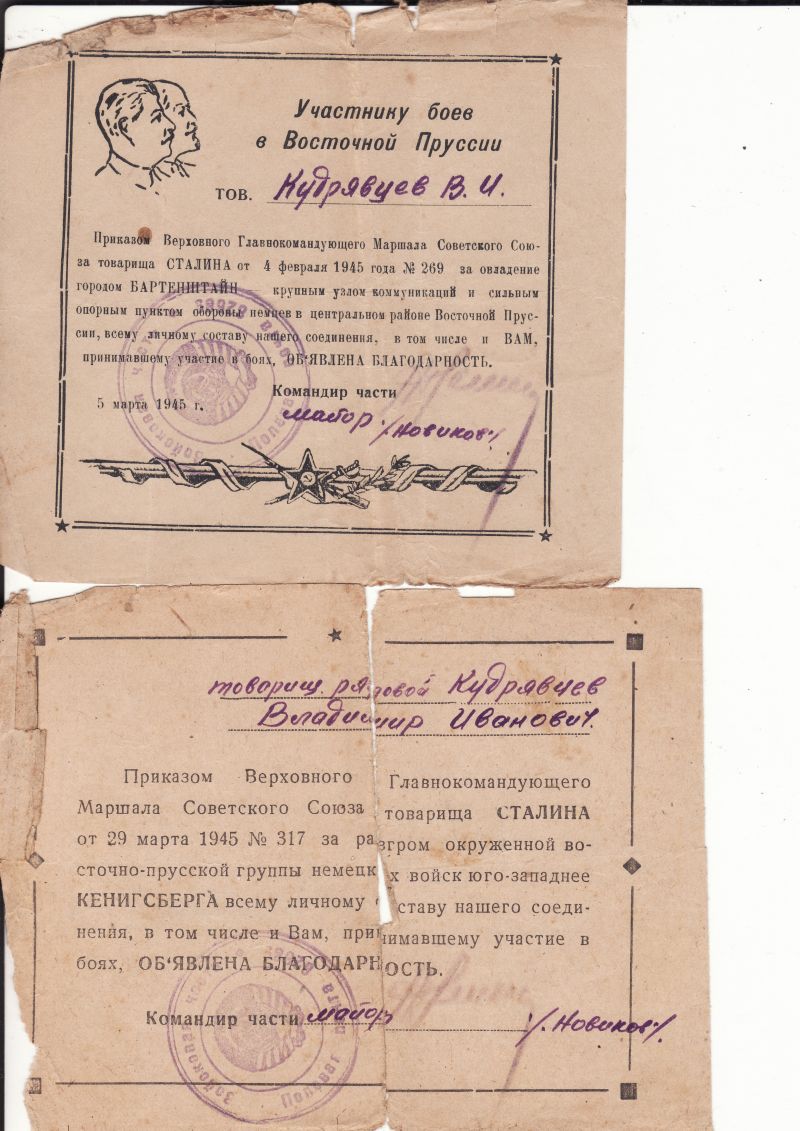 Участнику боев
в Восточной Пруссии
тов. Кудрявцев В. И.
Приказом Верховного Главнокомандующего Маршала Советского Сою-
за товарища СТАЛИНА от 4 февраля 1945 года № 269 за овладение
городом БАРТЕНШТАЙН — крупным узлом коммуникаций и сильным
опорным пунктом обороны немцев в центральном районе Восточной Прус-
сии, всему личному составу нашего соединения, в том числе и ВАМ,
принимавшему участие в боях, ОБ'ЯВЛЕНА БЛАГОДАРНОСТЬ.
Командир части
5 марта 1945 г.
майор /Новиков/
товарищ рядовой Кудрявцев
Владимир Иванович.
Приказом Верховного Главнокомандующего
Маршала Советского Союза товарища СТАЛИНА
от 29 марта 1945 № 317 за разгром окруженной во-
сточно-прусской группы немецких войск юго-западнее
КЕНИГСБЕРГА всему личному составу нашего соеди-
нения, в том числе и Вам, принимавшему участие в
боях, ОБ'ЯВЛЕНА БЛАГОДАРНОСТЬ.
Командир части майор /Новиков/